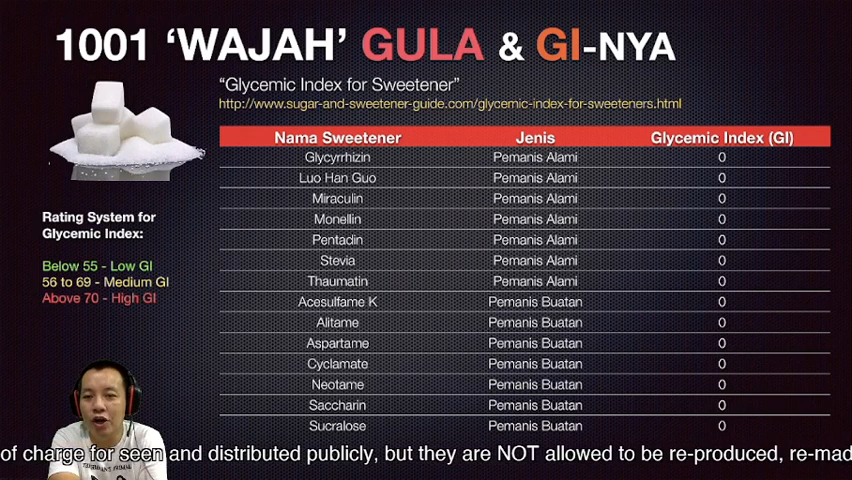 1001 ‘WAJAH’ GULA & GI-NYA
“Glycemic Index for Sweetener”
http://www.sugar-and-sweetener-guide.com/glycemic-index-for-sweeteners.html
Nama Sweetener Jenis Glycemic Index (GI)
Glycyrrhizin Pemanis Alami 0
Luo Han Guo Pemanis Alami 0
Miraculin Pemanis Alami 0
Monellin Pemanis Alami 0
Pentadin Pemanis Alami 0
Stevia Pemanis Alami 0
Thaumatin Pemanis Alami 0
Acesulfame K Pemanis Buatan 0
Alitame Pemanis Buatan 0
Aspartame Pemanis Buatan 0
Cyclamate Pemanis Buatan 0
Neotame Pemanis Buatan 0
Saccharin Pemanis Buatan 0
Sucralose Pemanis Buatan 0
Rating System for
Glycemic Index:
Below 55 - Low GI
56 to 69 - Medium GI
Above 70 - High GI
of charge for seen and distributed publicly, but they are NOT allowed to be re-produced, re-mad